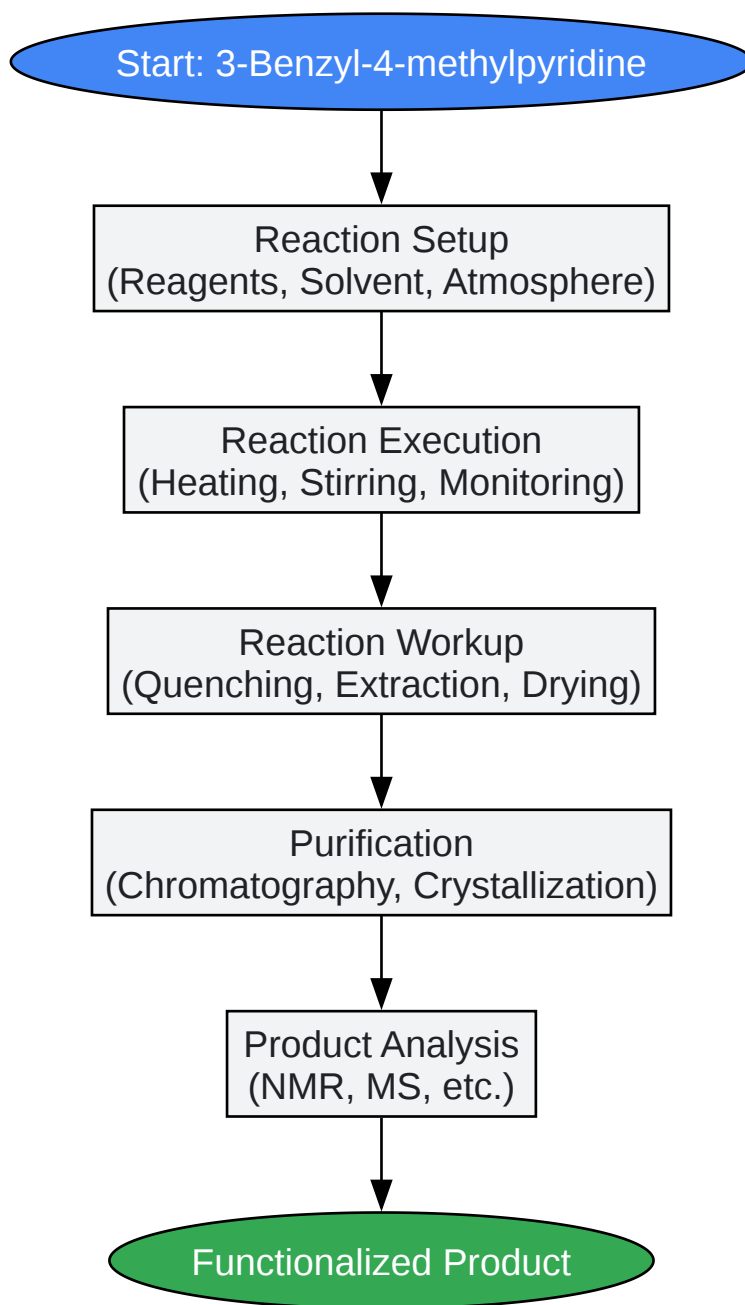 Start: 3-Benzyl-4-methylpyridine
Reaction Setup
(Reagents, Solvent, Atmosphere)
Reaction Execution
(Heating, Stirring, Monitoring)
Reaction Workup
(Quenching, Extraction, Drying)
Purification
(Chromatography, Crystallization)
Product Analysis
(NMR, MS, etc.)
Functionalized Product